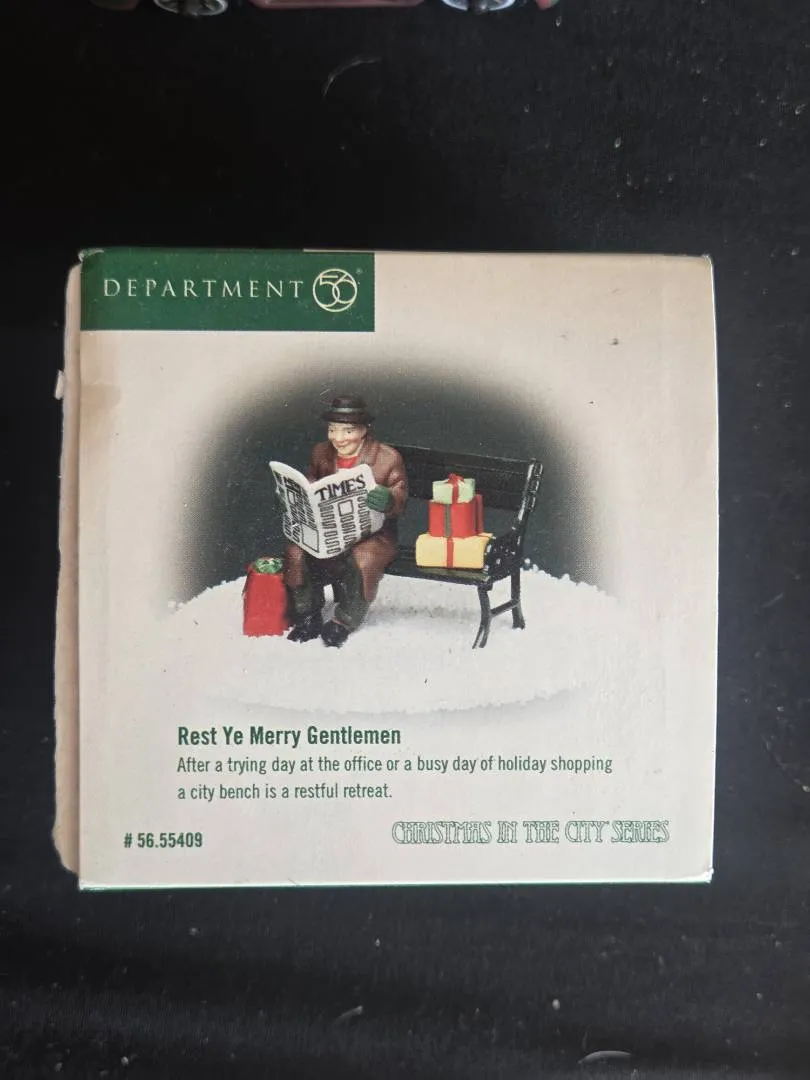 DEPARTMENT 56®
TIMES
Rest Ye Merry Gentlemen
After a trying day at the office or a busy day of holiday shopping
a city bench is a restful retreat.
# 56.55409
CHRISTMAS IN THE CITY SERIES